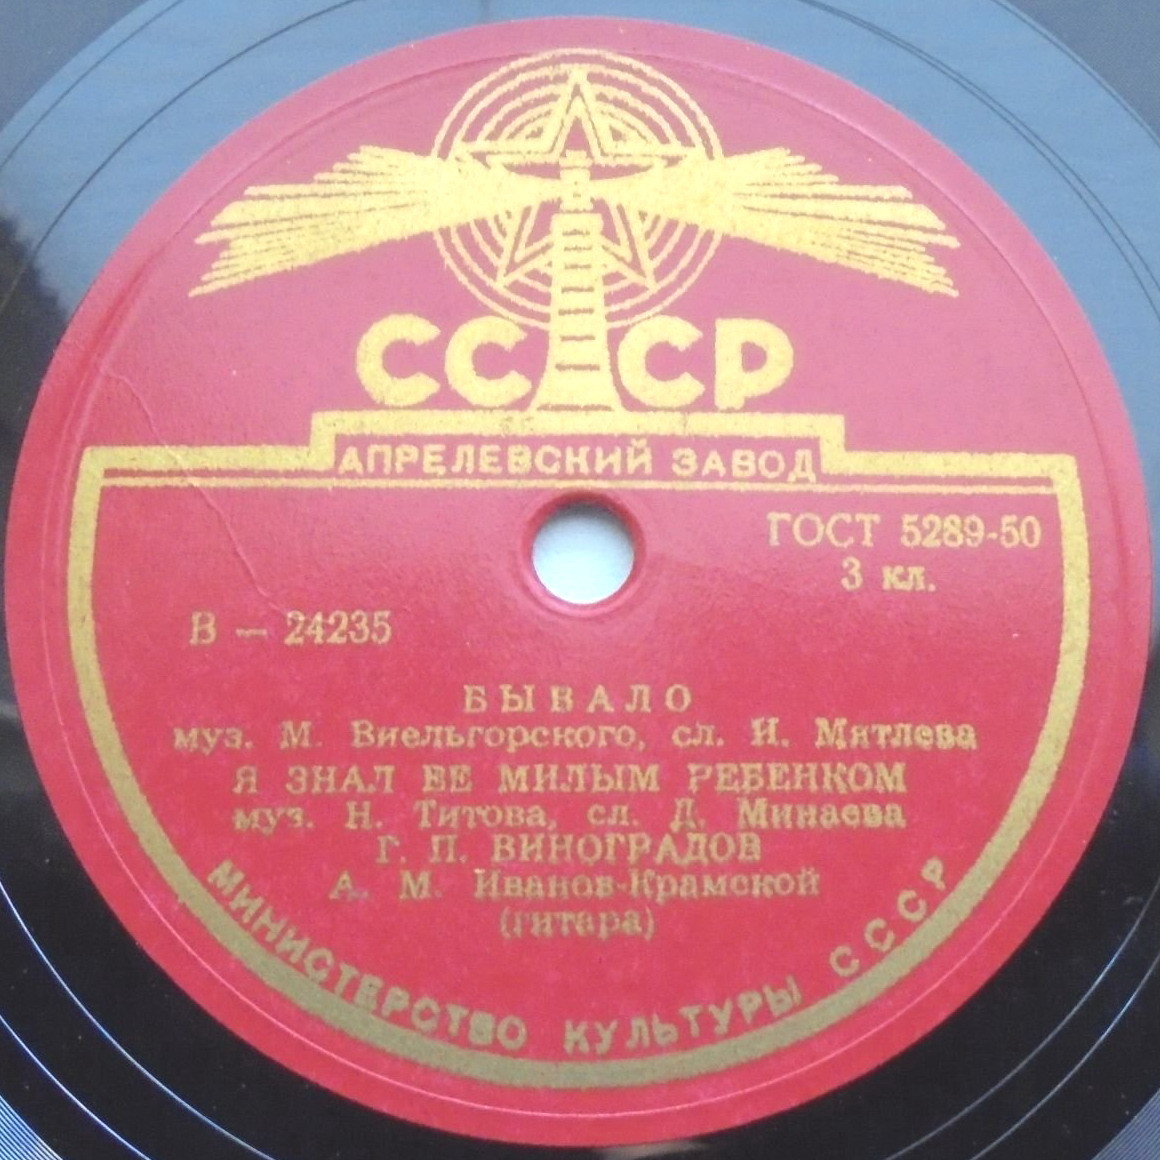 СССР
АПРЕЛЕВСКИЙ ЗАВОД
ГОСТ 5289-50
3 кл.
В — 24235
БЫВАЛО
муз. М. Виельгорского, сл. И. Мятлева
Я ЗНАЛ ЕЕ МИЛЫМ РЕБЕНКОМ
муз. Н. Титова, сл. Д. Минаева
Г. П. ВИНОГРАДОВ
А. М. Иванов-Крамской
(гитара)
МИНИСТЕРСТВО КУЛЬТУРЫ СССР